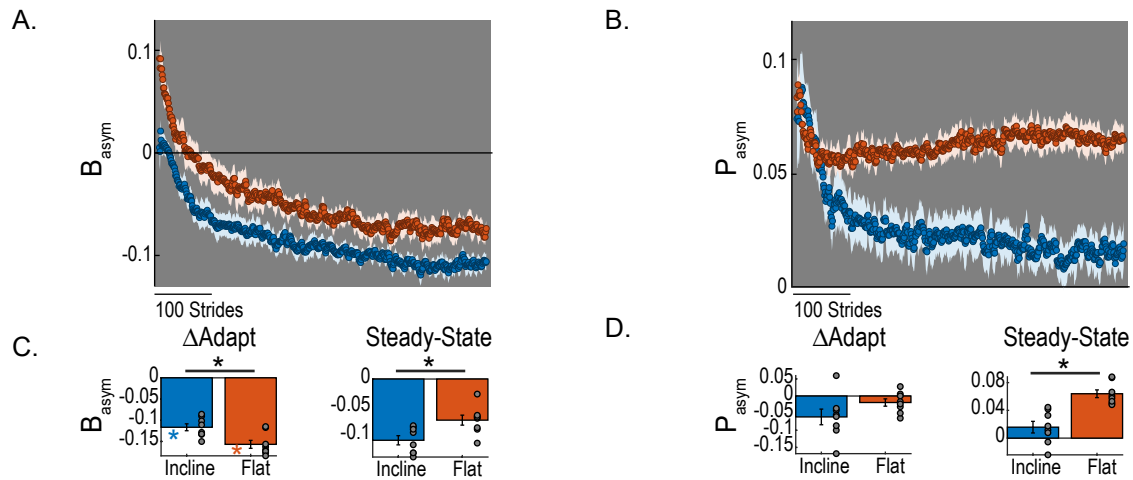 A.
B.
0.1
0
-0.1
B asym
100 Strides
0.1
0.05
0
P asym
100 Strides
C.
ΔAdapt
Steady-State
*
*
0
-0.05
-0.1
-0.15
B asym
*
*
Incline
Flat
0
-0.05
-0.1
Incline
Flat
D.
ΔAdapt
Steady-State
*
0.05
0
-0.05
-0.1
-0.15
P asym
Incline
Flat
0.08
0.04
0
Incline
Flat